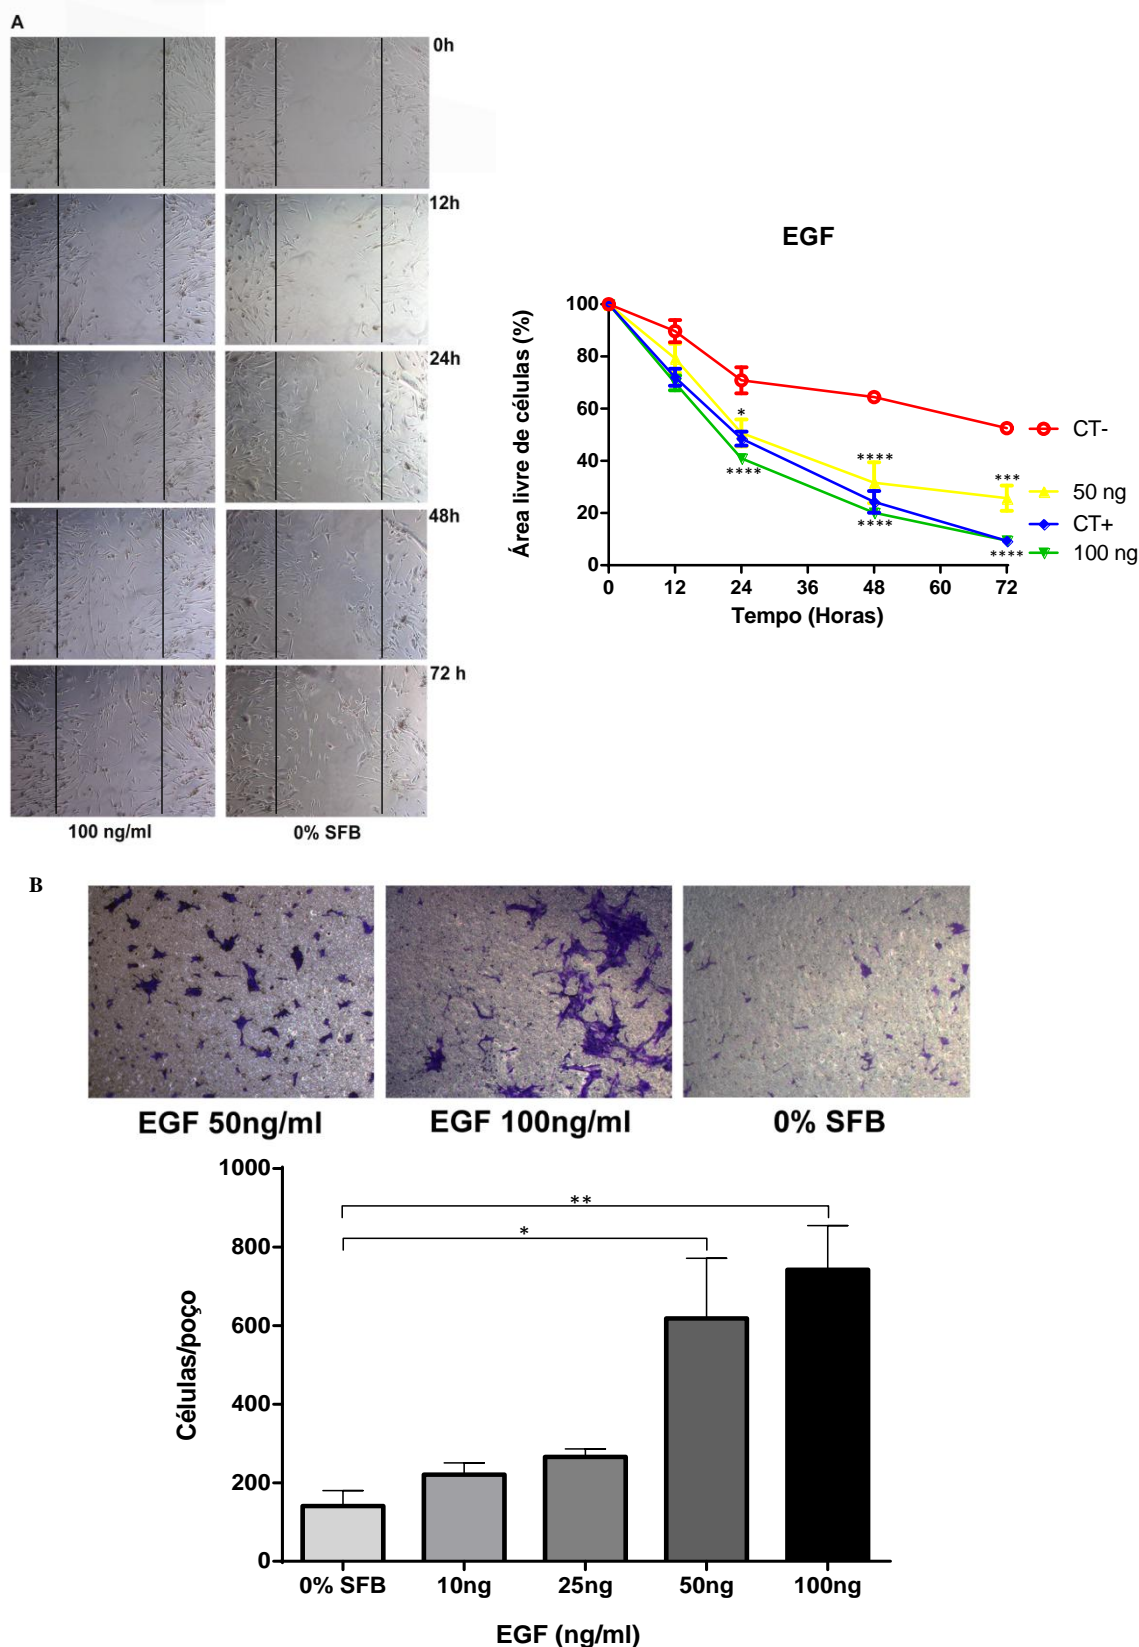 A
0h
12h
24h
48h
72 h
100 ng/ml
0% SFB
EGF
Área livre de células (%)
100
80
60
40
20
0
*
****
****
****
***
****
0 12 24 36 48 60 72
Tempo (Horas)
CT-
50 ng
CT+
100 ng
B
EGF 50ng/ml
EGF 100ng/ml
0% SFB
Células/poço
1000
800
600
400
200
0
**
*
0% SFB 10ng 25ng 50ng 100ng
EGF (ng/ml)